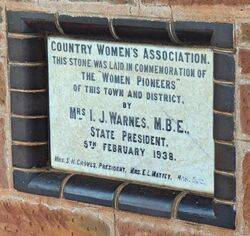 COUNTRY WOMEN'S ASSOCIATION.
THIS STONE WAS LAID IN COMMEMORATION OF
THE "WOMEN PIONEERS"
OF THIS TOWN AND DISTRICT,
BY
MRS I. J. WARNES, M.B.E.,
STATE PRESIDENT.
5TH FEBRUARY 1938.
MRS. S. H. CROWES, PRESIDENT, MRS. E. L.